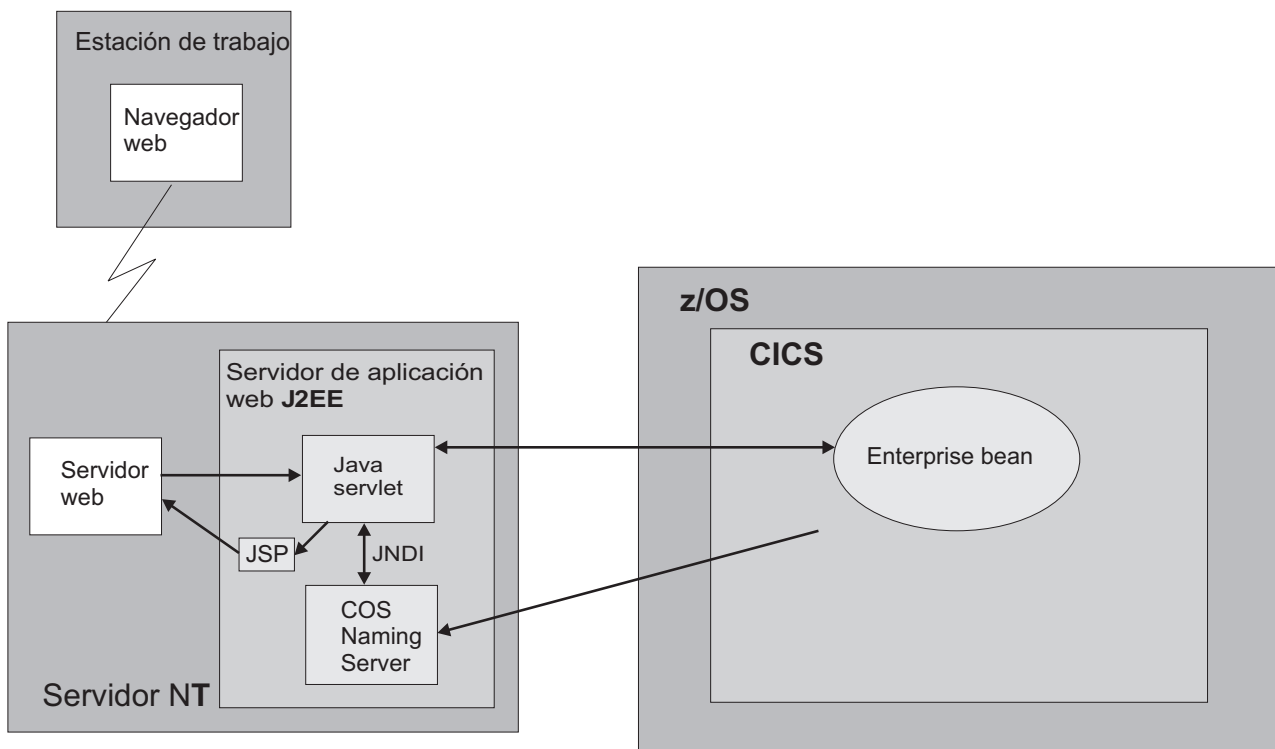 Estación de trabajo
Navegador
web
z/OS
CICS
Servidor de aplicación
web J2EE
Servidor
web
Java
servlet
Enterprise bean
JSP
JNDI
COS
Naming
Server
Servidor NT